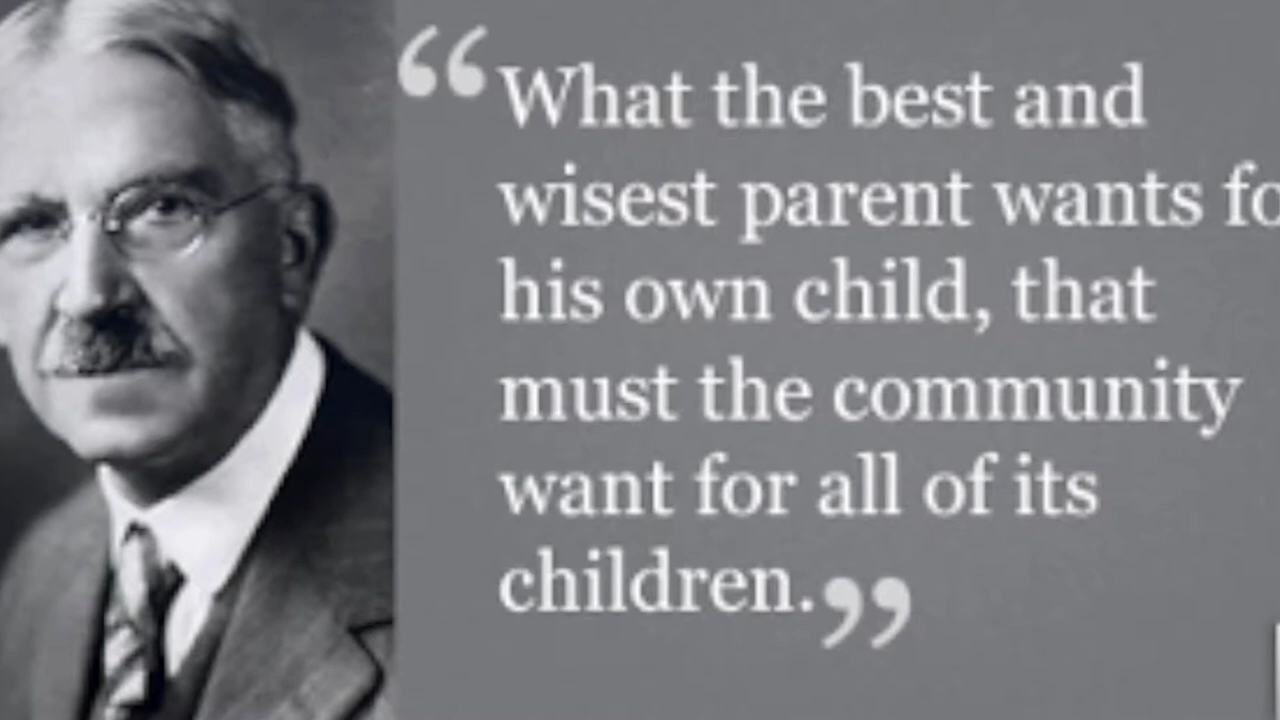 “What the best and
wisest parent wants fo
his own child, that
must the community
want for all of its
children.”